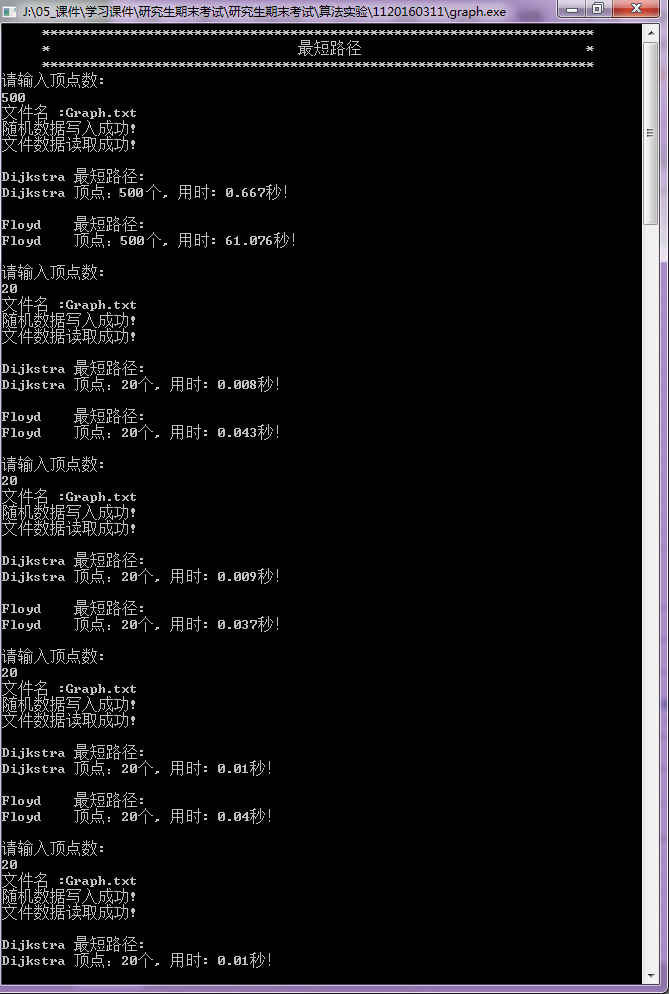 J:\05_课件\学习课件\研究生期末考试\研究生期末考试\算法实验\1120160311\graph.exe
*********************************************************************
* 最短路径 *
*********************************************************************
请输入顶点数:
500
文件名 :Graph.txt
随机数据写入成功!
文件数据读取成功!
Dijkstra 最短路径:
Dijkstra 顶点: 500个, 用时: 0.667秒!
Floyd    最短路径:
Floyd    顶点: 500个, 用时: 61.076秒!
请输入顶点数:
20
文件名 :Graph.txt
随机数据写入成功!
文件数据读取成功!
Dijkstra 最短路径:
Dijkstra 顶点: 20个, 用时: 0.008秒!
Floyd    最短路径:
Floyd    顶点: 20个, 用时: 0.043秒!
请输入顶点数:
20
文件名 :Graph.txt
随机数据写入成功!
文件数据读取成功!
Dijkstra 最短路径:
Dijkstra 顶点: 20个, 用时: 0.009秒!
Floyd    最短路径:
Floyd    顶点: 20个, 用时: 0.037秒!
请输入顶点数:
20
文件名 :Graph.txt
随机数据写入成功!
文件数据读取成功!
Dijkstra 最短路径:
Dijkstra 顶点: 20个, 用时: 0.01秒!
Floyd    最短路径:
Floyd    顶点: 20个, 用时: 0.04秒!
请输入顶点数:
20
文件名 :Graph.txt
随机数据写入成功!
文件数据读取成功!
Dijkstra 最短路径:
Dijkstra 顶点: 20个, 用时: 0.01秒!